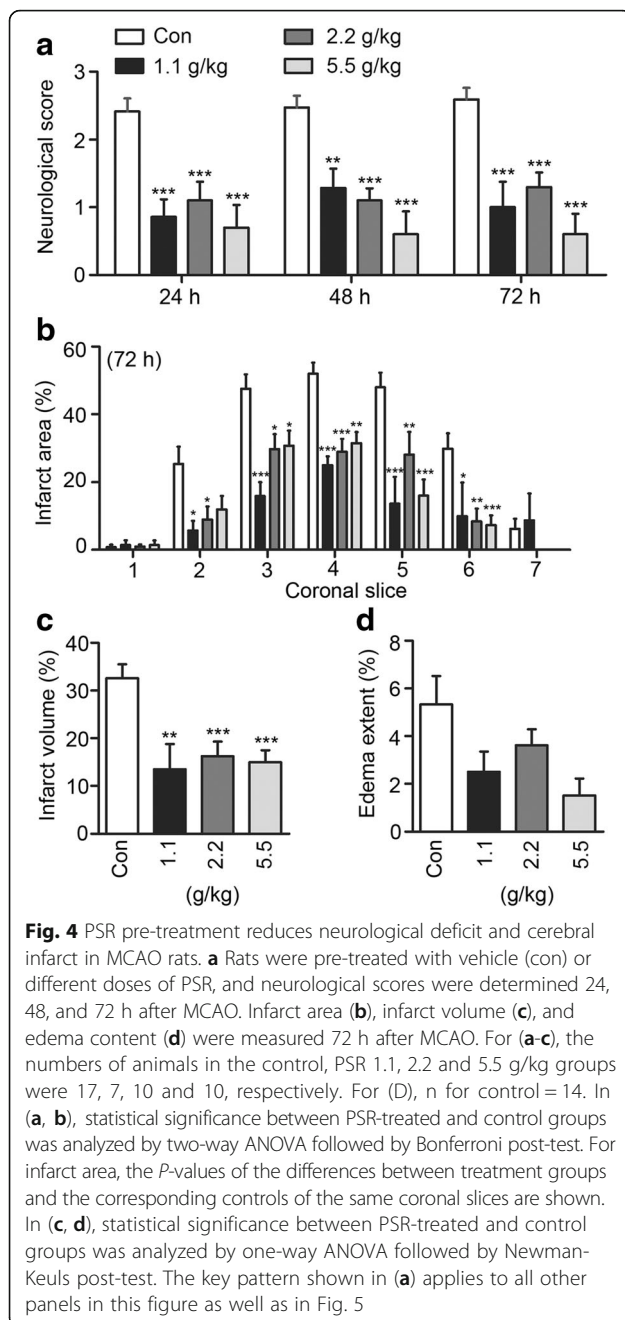 a
Con
2.2 g/kg
1.1 g/kg
5.5 g/kg
Neurological score
3
2
1
0
*** *** ***
** *** ***
*** *** ***
24 h 48 h 72 h
b
(72 h)
Infarct area (%)
60
40
20
0
* *
*** * *
*** *** **
*** ** ***
* ** ***
1 2 3 4 5 6 7
Coronal slice
c
Infarct volume (%)
40
30
20
10
0
** *** ***
Con 1.1 2.2 5.5
(g/kg)
d
Edema extent (%)
8
6
4
2
0
Con 1.1 2.2 5.5
(g/kg)
Fig. 4 PSR pre-treatment reduces neurological deficit and cerebral
infarct in MCAO rats. a Rats were pre-treated with vehicle (con) or
different doses of PSR, and neurological scores were determined 24,
48, and 72 h after MCAO. Infarct area (b), infarct volume (c), and
edema content (d) were measured 72 h after MCAO. For (a-c), the
numbers of animals in the control, PSR 1.1, 2.2 and 5.5 g/kg groups
were 17, 7, 10 and 10, respectively. For (D), n for control = 14. In
(a, b), statistical significance between PSR-treated and control groups
was analyzed by two-way ANOVA followed by Bonferroni post-test. For
infarct area, the P-values of the differences between treatment groups
and the corresponding controls of the same coronal slices are shown.
In (c, d), statistical significance between PSR-treated and control
groups was analyzed by one-way ANOVA followed by Newman-
Keuls post-test. The key pattern shown in (a) applies to all other
panels in this figure as well as in Fig. 5